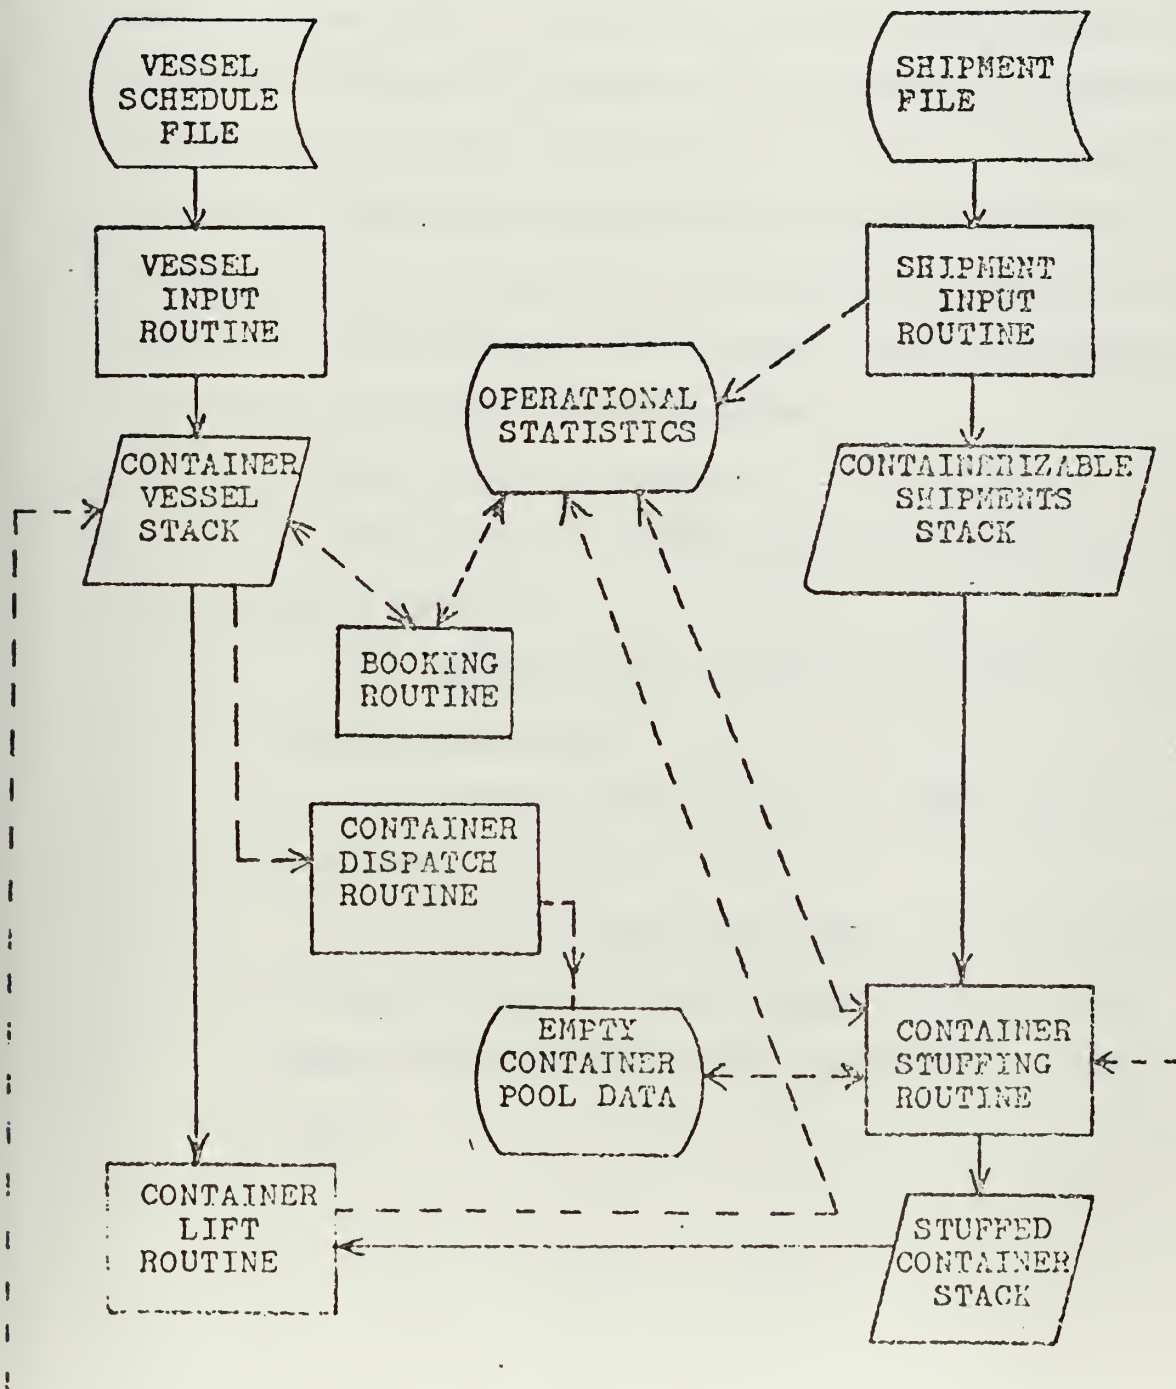 VESSEL
SCHEDULE
FILE
SHIPMENT
FILE
VESSEL
INPUT
ROUTINE
SHIPMENT
INPUT
ROUTINE
OPERATIONAL
STATISTICS
CONTAINER
VESSEL
STACK
CONTAINERIZABLE
SHIPMENTS
STACK
BOOKING
ROUTINE
CONTAINER
DISPATCH
ROUTINE
EMPTY
CONTAINER
POOL DATA
CONTAINER
STUFFING
ROUTINE
CONTAINER
LIFT
ROUTINE
STUFFED
CONTAINER
STACK